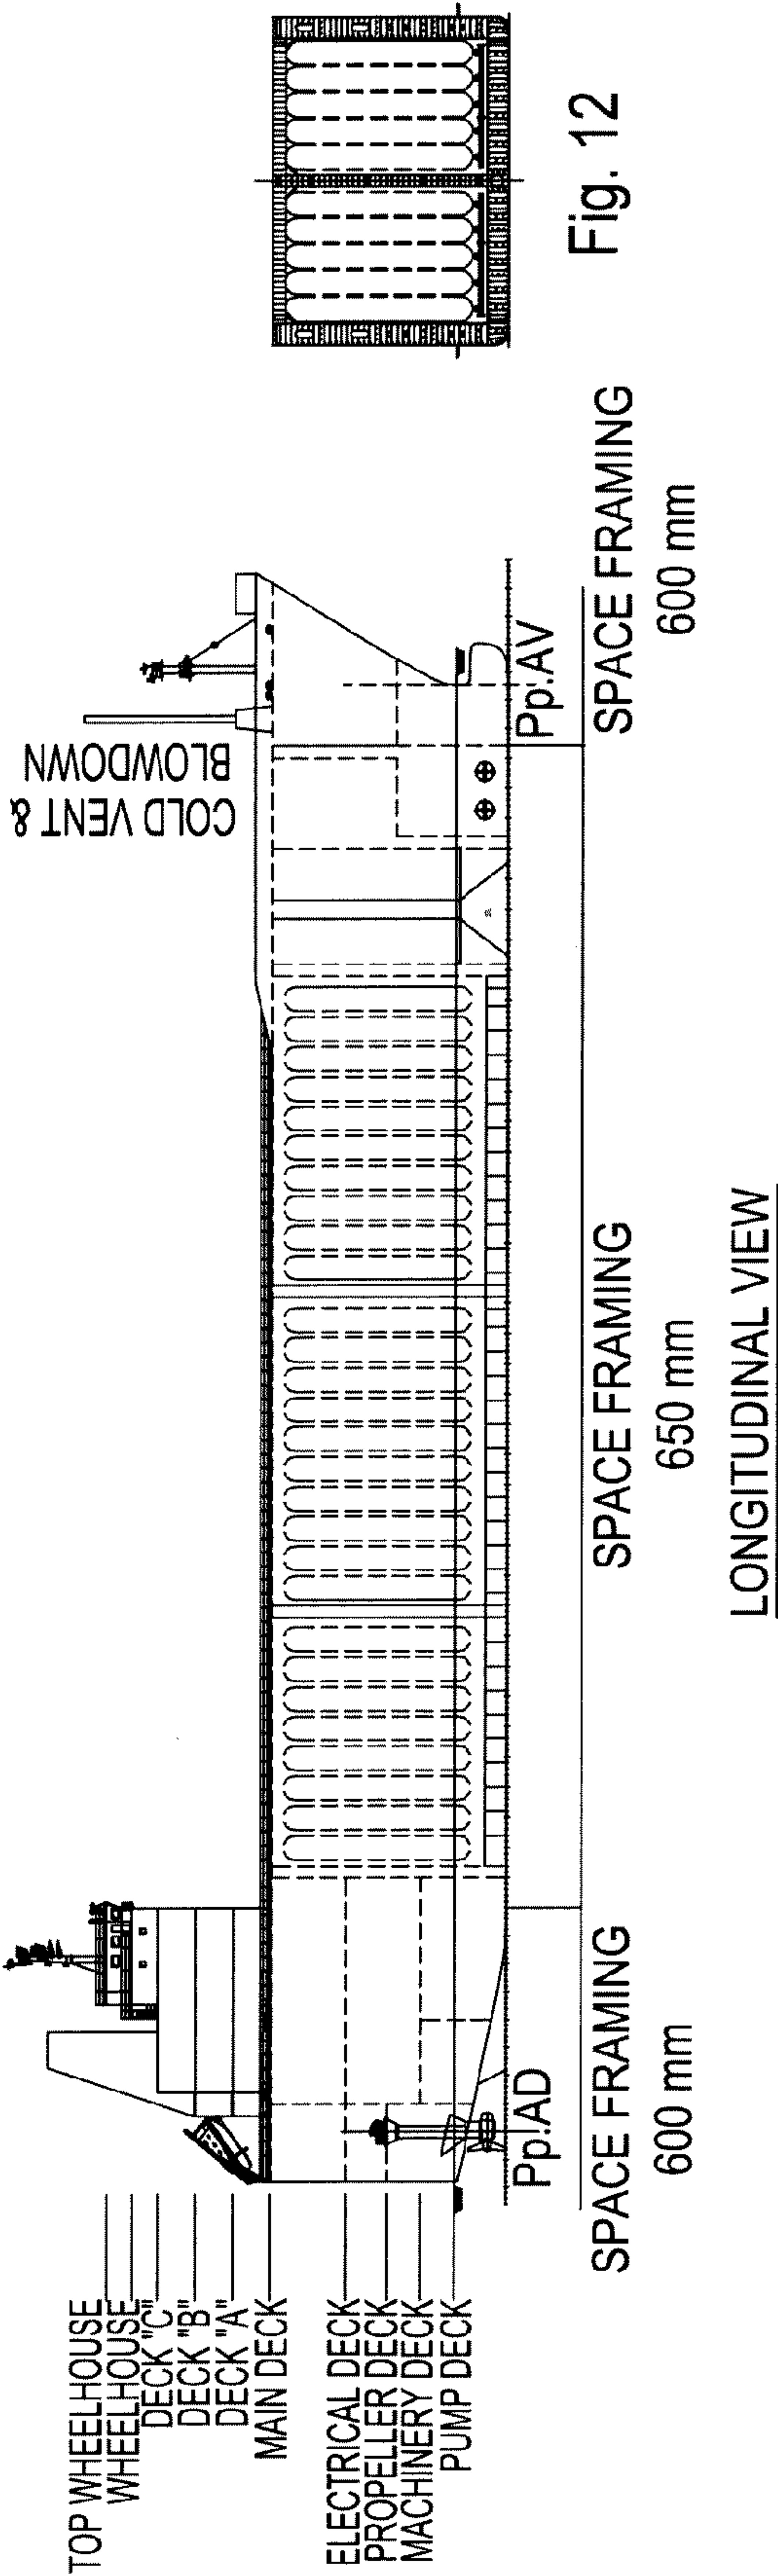 TOP WHEELHOUSE
WHEELHOUSE
DECK "C"
DECK "B"
DECK "A"
MAIN DECK
ELECTRICAL DECK
PROPELLER DECK
MACHINERY DECK
PUMP DECK
COLD VENT &
BLOWDOWN
Pp.AD
Pp.AV
SPACE FRAMING
600 mm
SPACE FRAMING
650 mm
SPACE FRAMING
600 mm
LONGITUDINAL VIEW
Fig. 12